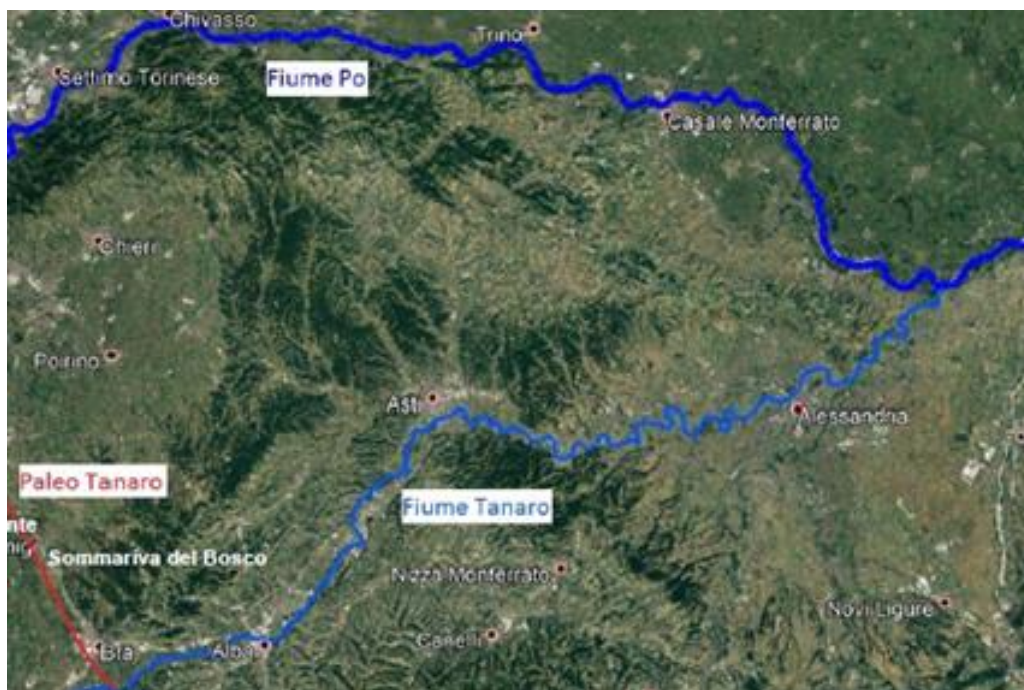 Chivasso
Trino
Settimo Torinese
Fiume Po
Casale Monferrato
Chieri
Poirino
Asti
Alessandria
Paleo Tanaro
Fiume Tanaro
nte
Sommariva del Bosco
Nizza Monferrato
Novi Ligure
Canelli
Bra
Alba